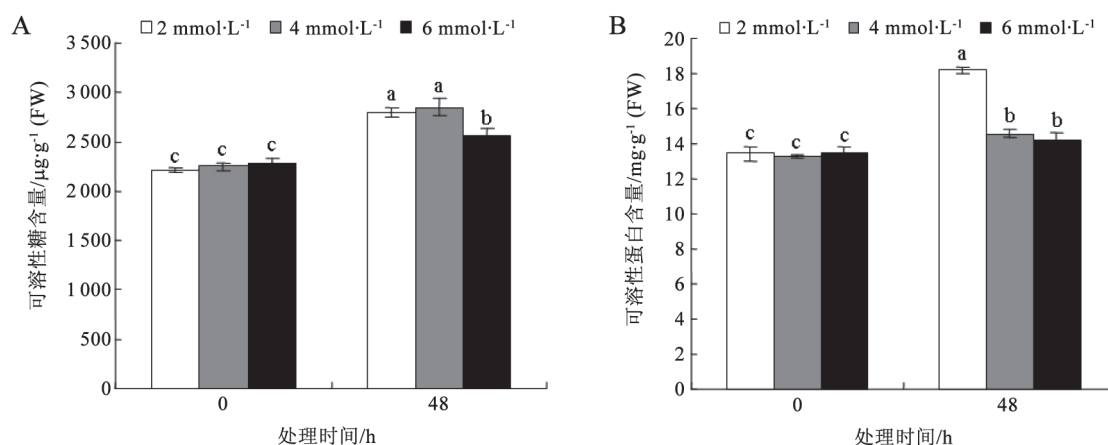 A
2 mmol·L⁻¹ 4 mmol·L⁻¹ 6 mmol·L⁻¹
可溶性糖含量/μg·g⁻¹ (FW)
3 500
3 000
2 500
2 000
1 500
1 000
500
0
c c c
a a b
0 48
处理时间/h
B
2 mmol·L⁻¹ 4 mmol·L⁻¹ 6 mmol·L⁻¹
可溶性蛋白含量/mg·g⁻¹ (FW)
20
18
16
14
12
10
8
6
4
2
0
c c c
a b b
0 48
处理时间/h